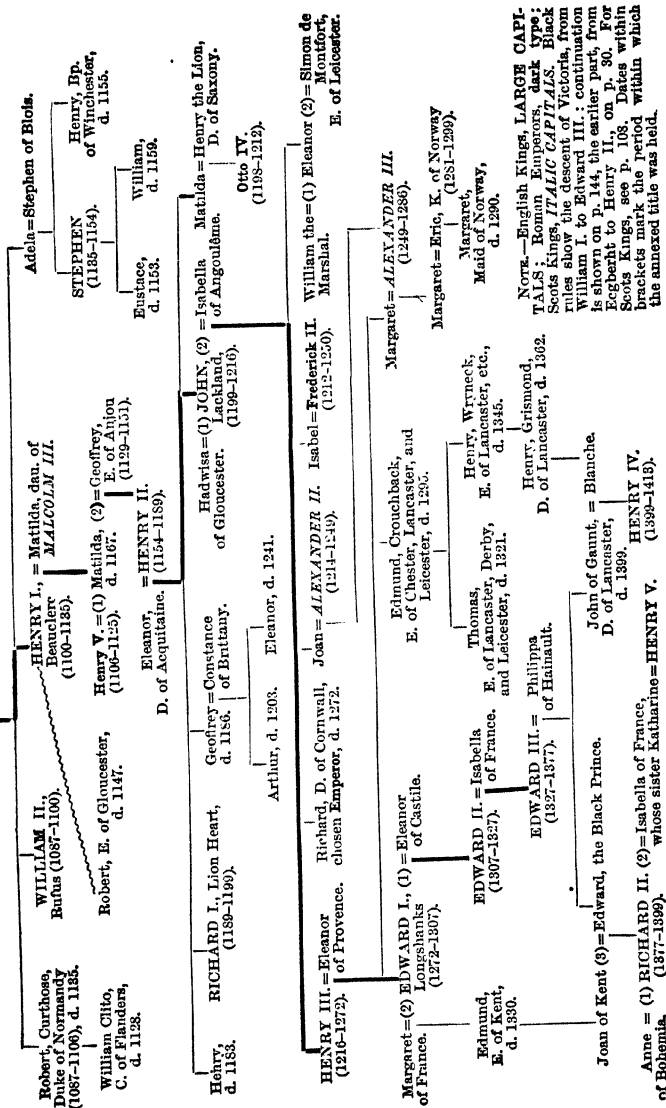 Robert, Curthose,
Duke of Normandy
(1087–1106), d. 1135.
William Clito,
C. of Flanders,
d. 1128.
WILLIAM II.,
Rufus (1087–1100).
Robert, E. of Gloucester,
d. 1147.
HENRY I., = Matilda, dau. of
Beauclerc MALCOLM III.
(1100–1135)
Henry V. = (1) Matilda, (2) = Geoffrey,
(1106–1125). d. 1167. E. of Anjou
(1129–1151).
Eleanor, = HENRY II.
D. of Acquitaine. (1154–1189).
Adela = Stephen of Blois.
STEPHEN
(1135–1154).
Henry, Bp.
of Winchester,
d. 1155.
Eustace,
d. 1153.
William,
d. 1159.
Henry,
d. 1183.
RICHARD I., Lion Heart,
(1189–1199).
Geoffrey = Constance
d. 1186. of Brittany.
Arthur, d. 1203. Eleanor, d. 1241.
Hadwisa = (1) JOHN, (2) = Isabella
of Gloucester. Lackland, of Angoulême.
(1199–1216).
Matilda = Henry the Lion,
D. of Saxony.
Otto IV.
(1198–1212).
HENRY III. = Eleanor
(1216–1272). of Provence.
Richard, D. of Cornwall,
chosen Emperor, d. 1272.
Joan = ALEXANDER II.
(1214–1249).
Isabel = Frederick II.
(1212–1250).
William the = (1) Eleanor (2) = Simon de
Marshal. Montfort,
E. of Leicester.
Margaret = (2) EDWARD I., (1) = Eleanor
of France. Longshanks of Castile.
(1272–1307)
Edmund, Crouchback,
E. of Chester, Lancaster, and
Leicester, d. 1295.
Margaret = ALEXANDER III.
(1249–1286).
Edmund,
E. of Kent,
d. 1330.
EDWARD II. = Isabella
(1307–1327). of France.
Thomas,
E. of Lancaster, Derby,
and Leicester, d. 1321.
Henry, Wryneck,
E. of Lancaster, etc.,
d. 1345.
Margaret = Eric, K. of Norway
(1281–1299).
Margaret,
Maid of Norway,
d. 1290.
EDWARD III. = Philippa
(1327–1377). of Hainault.
Henry, Grismond,
D. of Lancaster, d. 1362.
Joan of Kent (3) = Edward, the Black Prince.
John of Gaunt, = Blanche.
D. of Lancaster,
d. 1399.
Anne = (1) RICHARD II. (2) = Isabella of France,
of Bohemia. (1377–1399). whose sister Katharine = HENRY V.
HENRY IV.
(1399–1413).
NOTE.—English Kings, LARGE CAPI-
TALS; Roman Emperors, dark type;
Scots Kings, ITALIC CAPITALS. Black
rules show the descent of Victoria, from
William I. to Edward III.: continuation
is shown on p. 144, the earlier part, from
Ecgberht to Henry II., on p. 30. For
Scots Kings, see p. 108. Dates within
brackets mark the period within which
the annexed title was held.